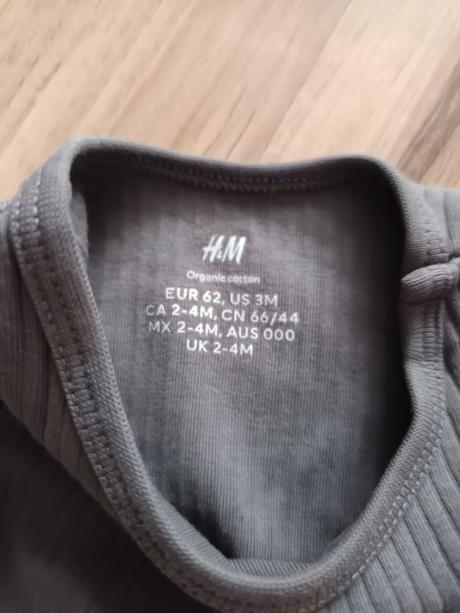 H&M
Organic cotton
EUR 62, US 3M
CA 2-4M, CN 66/44
MX 2-4M, AUS 000
UK 2-4M